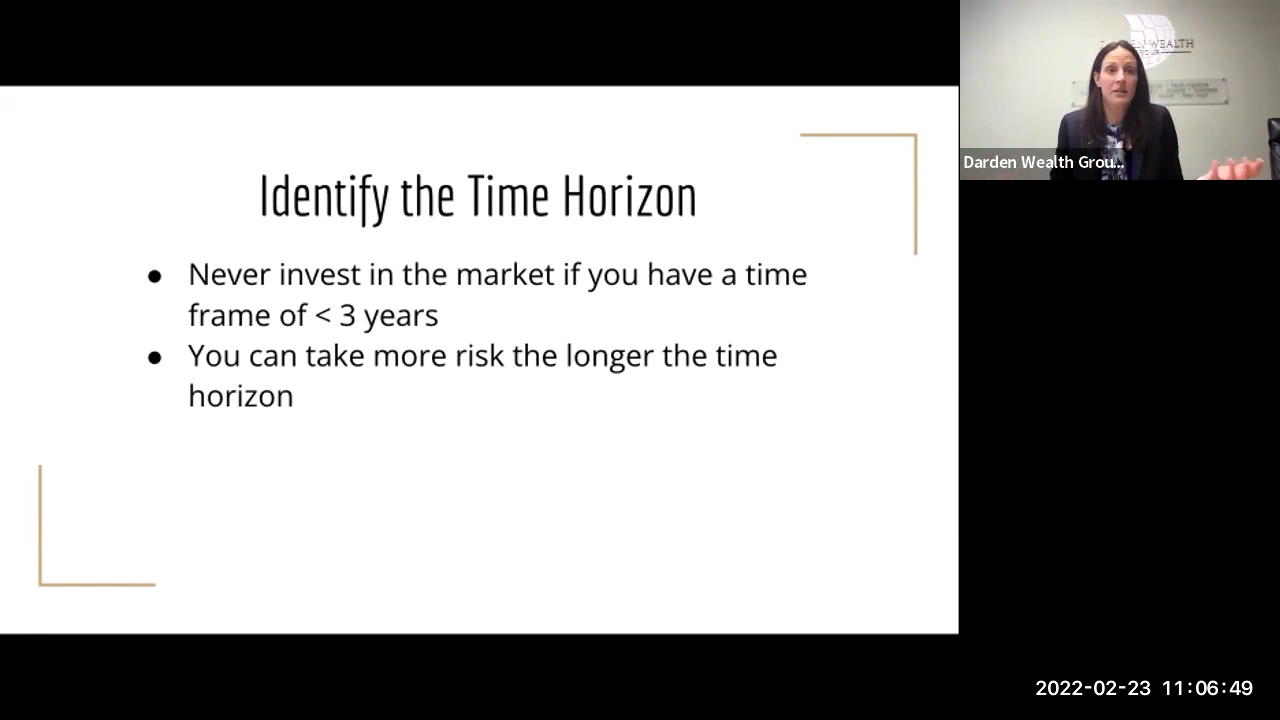 Identify the Time Horizon
● Never invest in the market if you have a time
frame of < 3 years
● You can take more risk the longer the time
horizon
WEALTH
Darden Wealth Grou...
2022-02-23 11:06:49